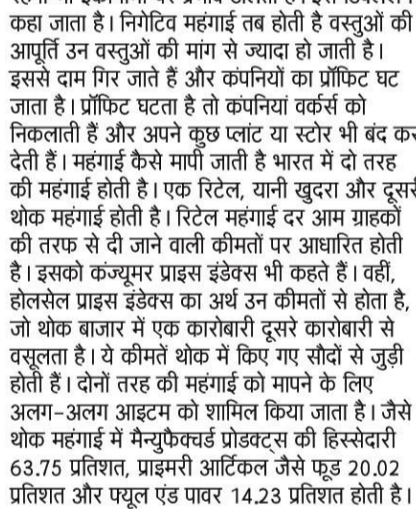 कहा जाता है। निगेटिव महंगाई तब होती है वस्तुओं की
आपूर्ति उन वस्तुओं की मांग से ज्यादा हो जाती है।
इससे दाम गिर जाते हैं और कंपनियों का प्रॉफिट घट
जाता है। प्रॉफिट घटता है तो कंपनियां वर्कर्स को
निकलाती हैं और अपने कुछ प्लांट या स्टोर भी बंद कर
देती हैं। महंगाई कैसे मापी जाती है भारत में दो तरह
की महंगाई होती है। एक रिटेल, यानी खुदरा और दूसरी
थोक महंगाई होती है। रिटेल महंगाई दर आम ग्राहकों
की तरफ से दी जाने वाली कीमतों पर आधारित होती
है। इसको कंज्यूमर प्राइस इंडेक्स भी कहते हैं। वहीं,
होलसेल प्राइस इंडेक्स का अर्थ उन कीमतों से होता है,
जो थोक बाजार में एक कारोबारी दूसरे कारोबारी से
वसूलता है। ये कीमतें थोक में किए गए सौदों से जुड़ी
होती हैं। दोनों तरह की महंगाई को मापने के लिए
अलग-अलग आइटम को शामिल किया जाता है। जैसे
थोक महंगाई में मैन्युफैक्चर्ड प्रोडक्ट्स की हिस्सेदारी
63.75 प्रतिशत, प्राइमरी आर्टिकल जैसे फूड 20.02
प्रतिशत और फ्यूल एंड पावर 14.23 प्रतिशत होती है।